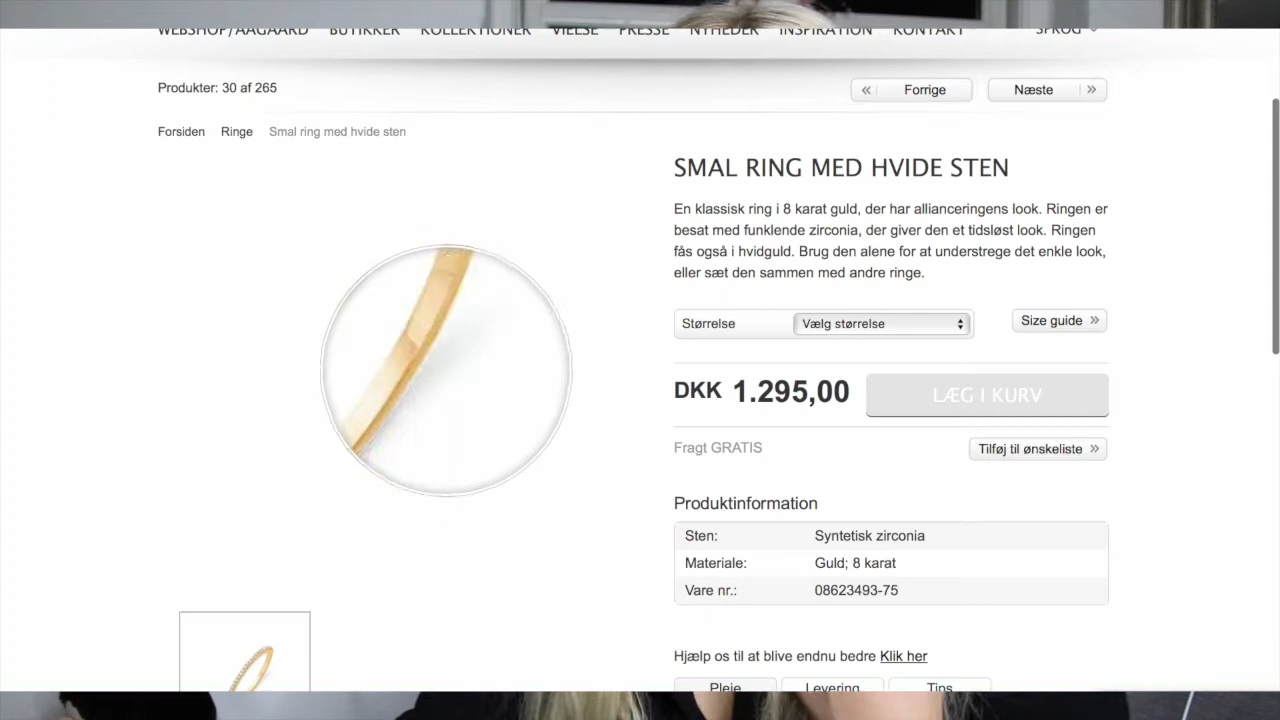 WEBSHOP/AAGAARD BUTIKKER KOLLEKTIONER VIELSE PRESSE NYHEDER INSPIRATION KONTAKT SPROG
Produkter: 30 af 265
« Forrige
Næste »
Forsiden Ringe Smal ring med hvide sten
SMAL RING MED HVIDE STEN
En klassisk ring i 8 karat guld, der har allianceringens look. Ringen er
besat med funklende zirconia, der giver den et tidsløst look. Ringen
fås også i hvidguld. Brug den alene for at understrege det enkle look,
eller sæt den sammen med andre ringe.
Størrelse Vælg størrelse
Size guide »
DKK 1.295,00
LÆG I KURV
Fragt GRATIS
Tilføj til ønskeliste »
Produktinformation
Sten: Syntetisk zirconia
Materiale: Guld; 8 karat
Vare nr.: 08623493-75
Hjælp os til at blive endnu bedre Klik her
Pleje Levering Tips